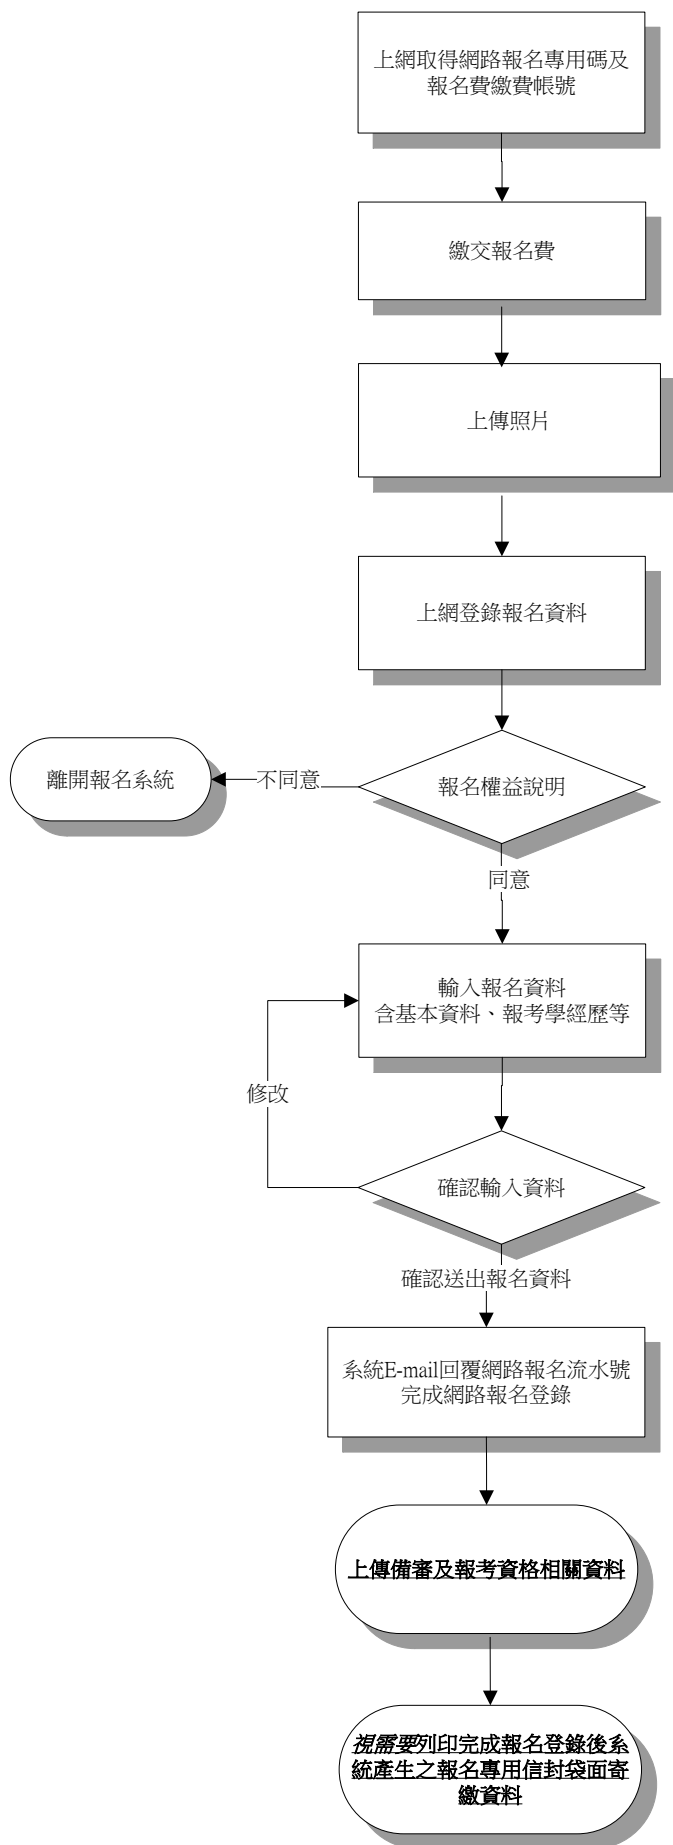 上網取得網路報名專用碼及
報名費繳費帳號
繳交報名費
上傳照片
上網登錄報名資料
離開報名系統
不同意
報名權益說明
同意
輸入報名資料
含基本資料、報考學經歷等
修改
確認輸入資料
確認送出報名資料
系統E-mail回覆網路報名流水號
完成網路報名登錄
上傳備審及報考資格相關資料
視需要列印完成報名登錄後系
統產生之報名專用信封袋面寄
繳資料